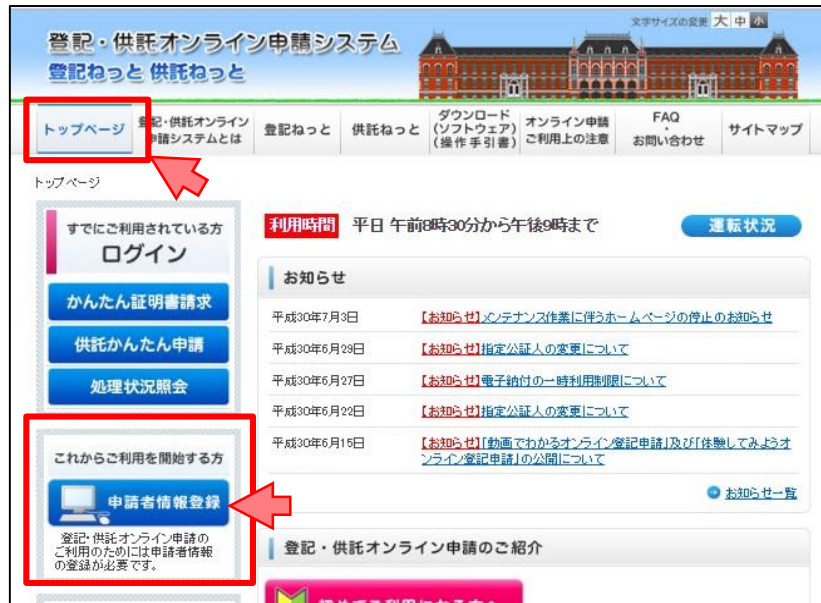 登記・供託オンライン申請システム
登記ねっと 供託ねっと
文字サイズの変更 大 中 小
トップページ
登記・供託オンライン
申請システムとは
登記ねっと
供託ねっと
ダウンロード
(ソフトウェア)
(操作手引書)
オンライン申請
ご利用上の注意
FAQ
・
お問い合わせ
サイトマップ
トップページ
すでにご利用されている方
ログイン
かんたん証明書請求
供託かんたん申請
処理状況照会
これからご利用を開始する方
申請者情報登録
登記・供託オンライン申請の
ご利用のためには申請者情報
の登録が必要です。
利用時間 平日 午前8時30分から午後9時まで
運転状況
お知らせ
平成30年7月3日 【お知らせ】メンテナンス作業に伴うホームページの停止のお知らせ
平成30年6月29日 【お知らせ】指定公証人の変更について
平成30年6月27日 【お知らせ】電子納付の一時利用制限について
平成30年6月22日 【お知らせ】指定公証人の変更について
平成30年6月15日 【お知らせ】「動画でわかるオンライン登記申請」及び「体験してみようオ
ンライン登記申請」の公開について
お知らせ一覧
登記・供託オンライン申請のご紹介